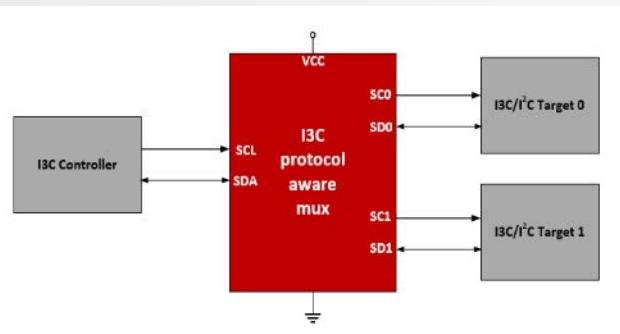 VCC
I3C Controller
SCL
SDA
I3C
protocol
aware
mux
SC0
SD0
SC1
SD1
I3C/I²C Target 0
I3C/I²C Target 1